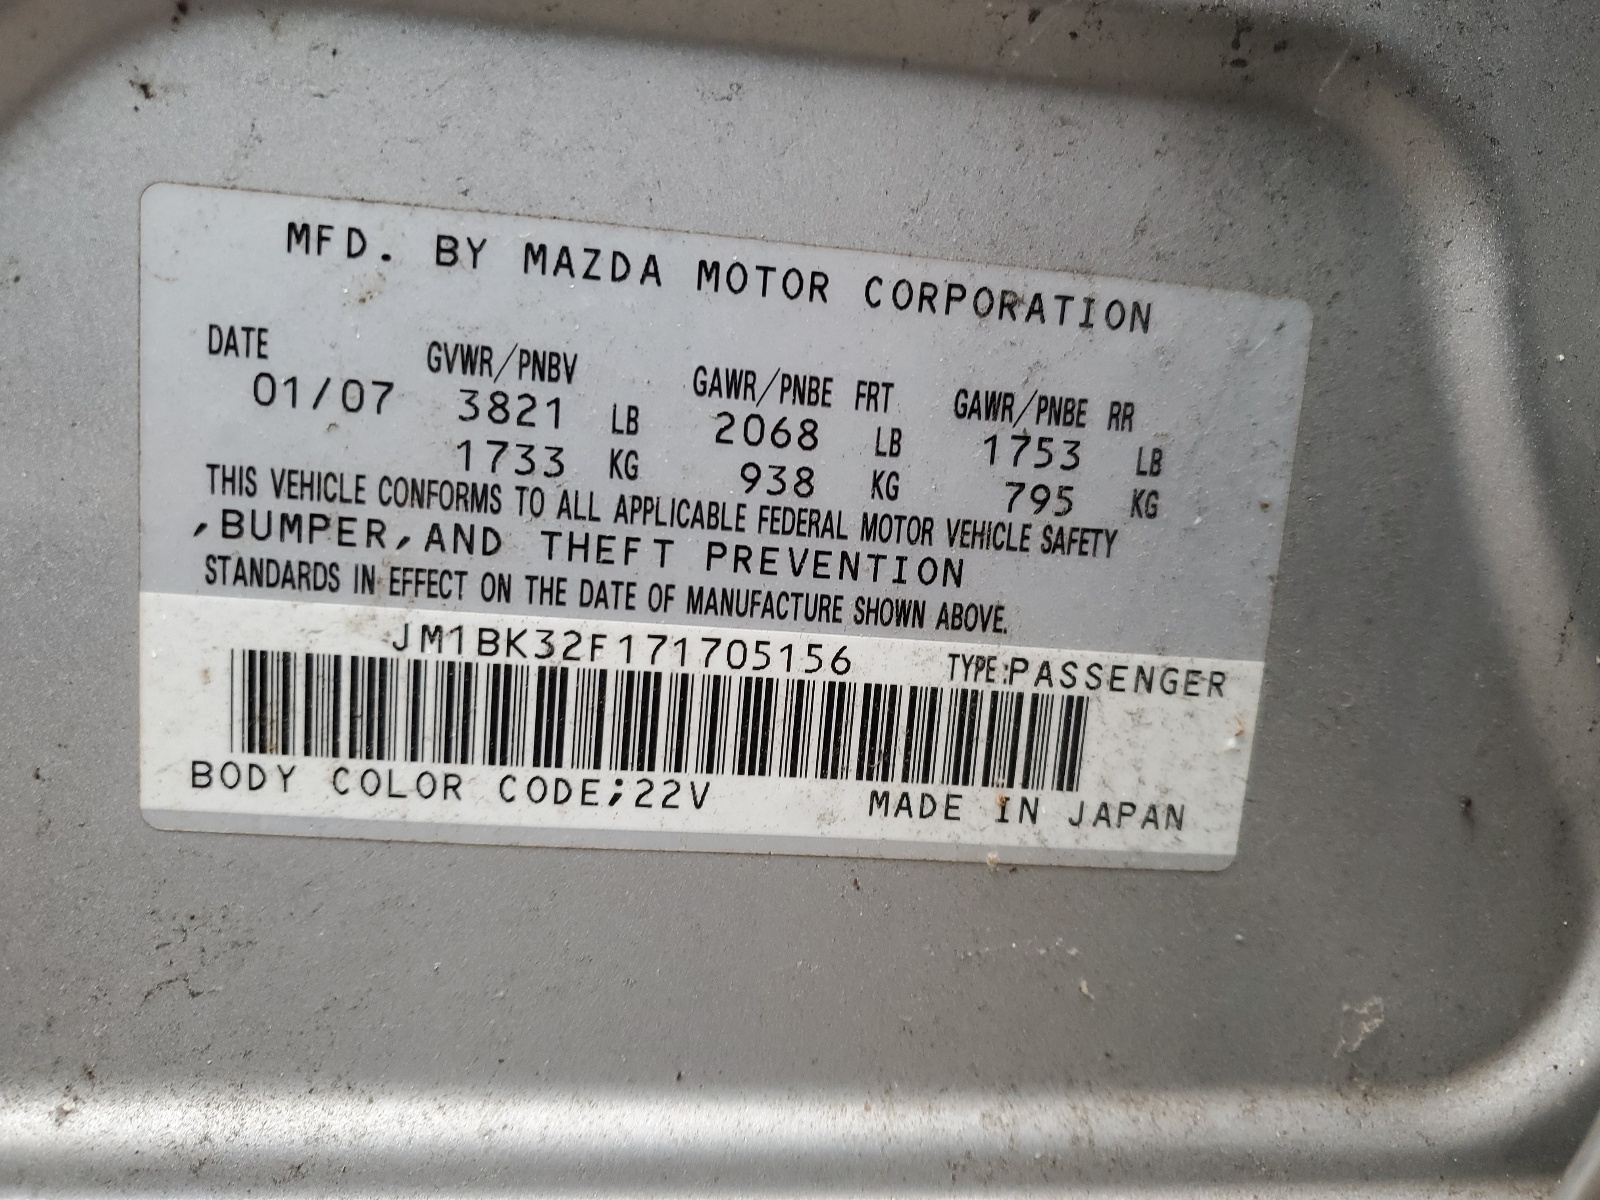 MFD. BY MAZDA MOTOR CORPORATION
DATE GVWR/PNBV GAWR/PNBE FRT GAWR/PNBE RR
01/07 3821 LB 2068 LB 1753 LB
1733 KG 938 KG 795 KG
THIS VEHICLE CONFORMS TO ALL APPLICABLE FEDERAL MOTOR VEHICLE SAFETY
,BUMPER,AND THEFT PREVENTION
STANDARDS IN EFFECT ON THE DATE OF MANUFACTURE SHOWN ABOVE.
JM1BK32F171705156 TYPE:PASSENGER
BODY COLOR CODE;22V MADE IN JAPAN